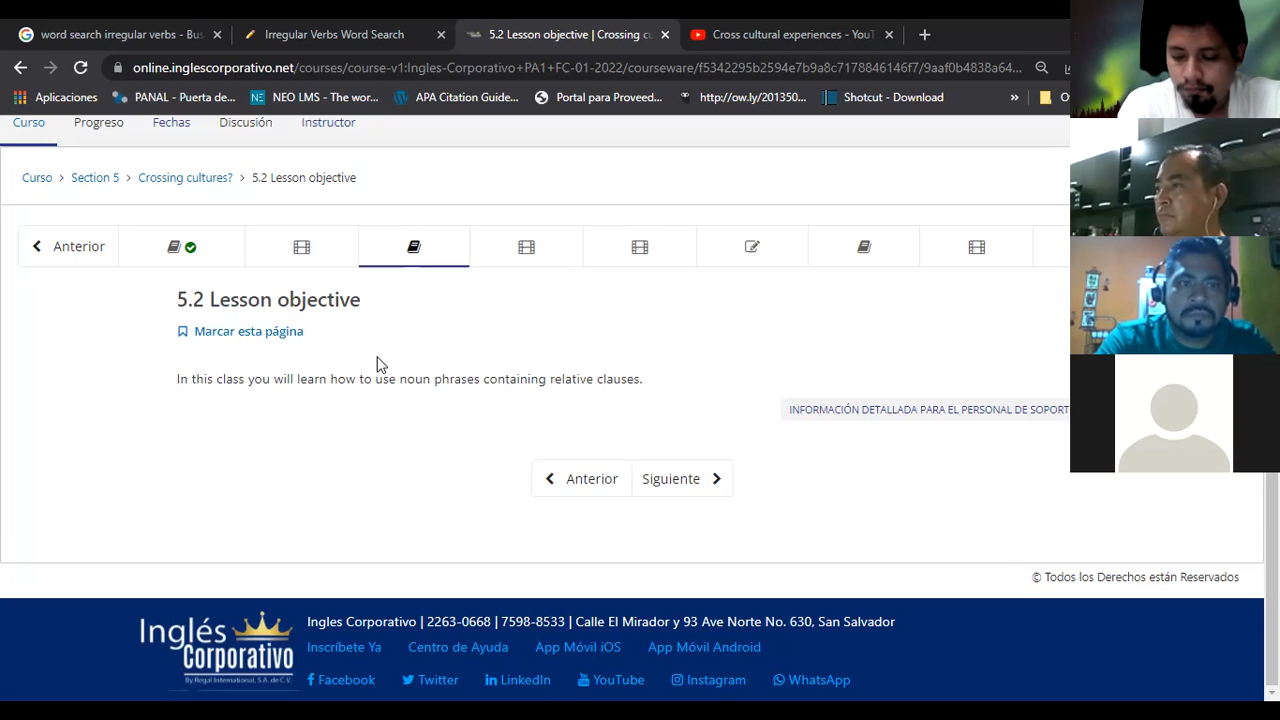 word search irregular verbs - Bus
Irregular Verbs Word Search
5.2 Lesson objective | Crossing cu
Cross cultural experiences - YouT
online.inglescorporativo.net/courses/course-v1:Ingles-Corporativo+PA1+FC-01-2022/courseware/f5342295b2594e7b9a8c7178846146f7/9aaf0b4838a64...
Aplicaciones
PANAL - Puerta de...
NEO LMS - The wor...
APA Citation Guide...
Portal para Proveed...
http://ow.ly/201350...
Shotcut - Download
»
Curso
Progreso
Fechas
Discusión
Instructor
Curso > Section 5 > Crossing cultures? > 5.2 Lesson objective
Anterior
5.2 Lesson objective
Marcar esta página
In this class you will learn how to use noun phrases containing relative clauses.
INFORMACIÓN DETALLADA PARA EL PERSONAL DE SOPORT
Anterior
Siguiente
© Todos los Derechos están Reservados
Inglés
Corporativo
By Regal International, S.A. de C.V.
Ingles Corporativo | 2263-0668 | 7598-8533 | Calle El Mirador y 93 Ave Norte No. 630, San Salvador
Inscríbete Ya
Centro de Ayuda
App Móvil iOS
App Móvil Android
Facebook
Twitter
LinkedIn
YouTube
Instagram
WhatsApp